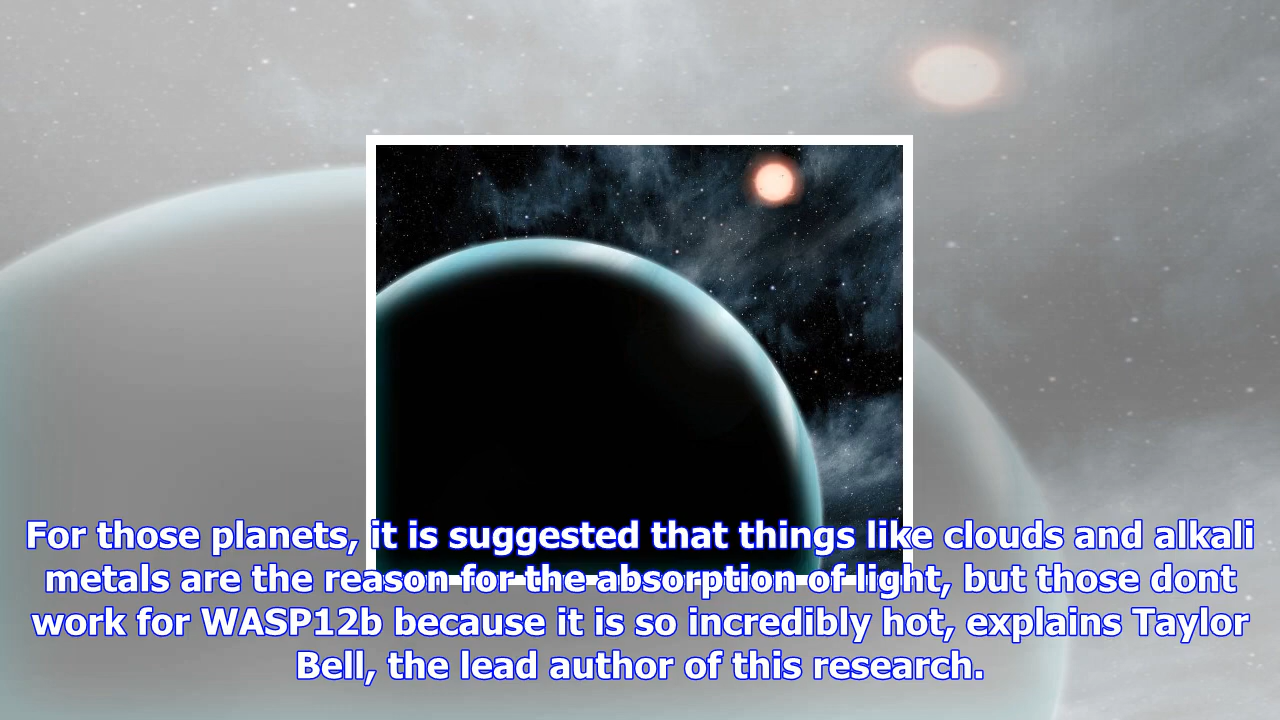 For those planets, it is suggested that things like clouds and alkali
metals are the reason for the absorption of light, but those dont
work for WASP12b because it is so incredibly hot, explains Taylor
Bell, the lead author of this research.